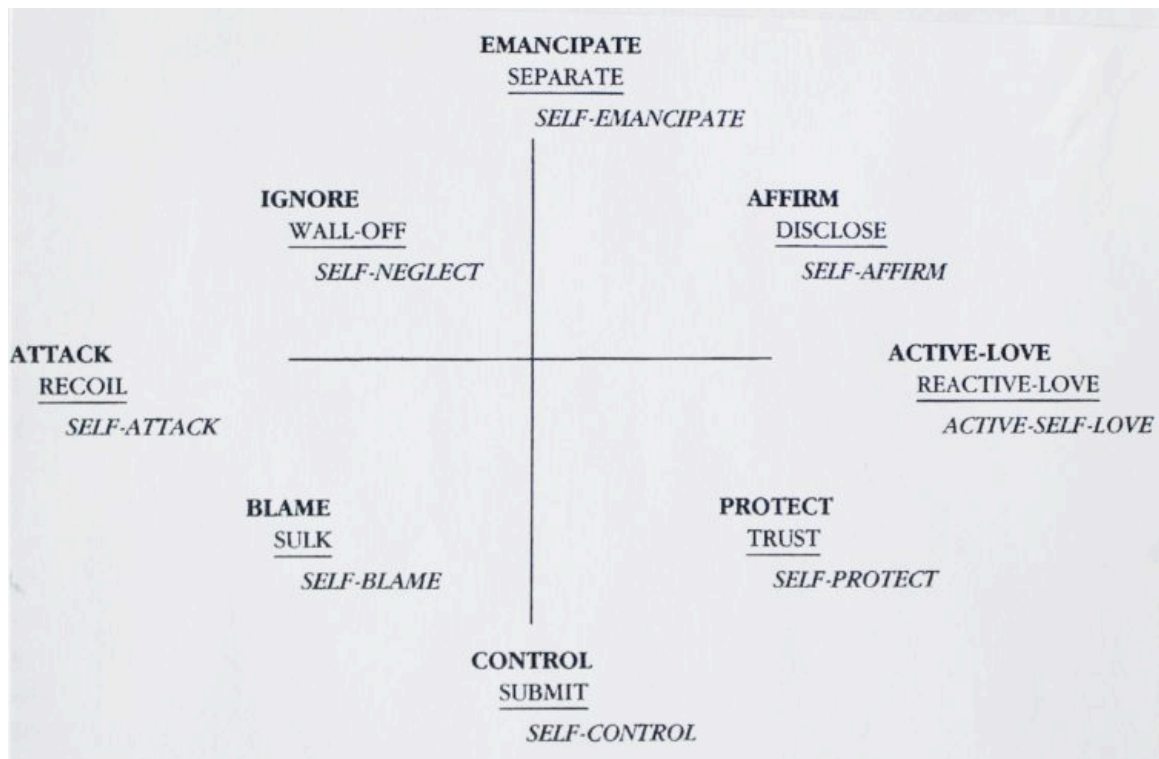 EMANCIPATE
SEPARATE
SELF-EMANCIPATE
IGNORE
WALL-OFF
SELF-NEGLECT
AFFIRM
DISCLOSE
SELF-AFFIRM
ATTACK
RECOIL
SELF-ATTACK
ACTIVE-LOVE
REACTIVE-LOVE
ACTIVE-SELF-LOVE
BLAME
SULK
SELF-BLAME
PROTECT
TRUST
SELF-PROTECT
CONTROL
SUBMIT
SELF-CONTROL